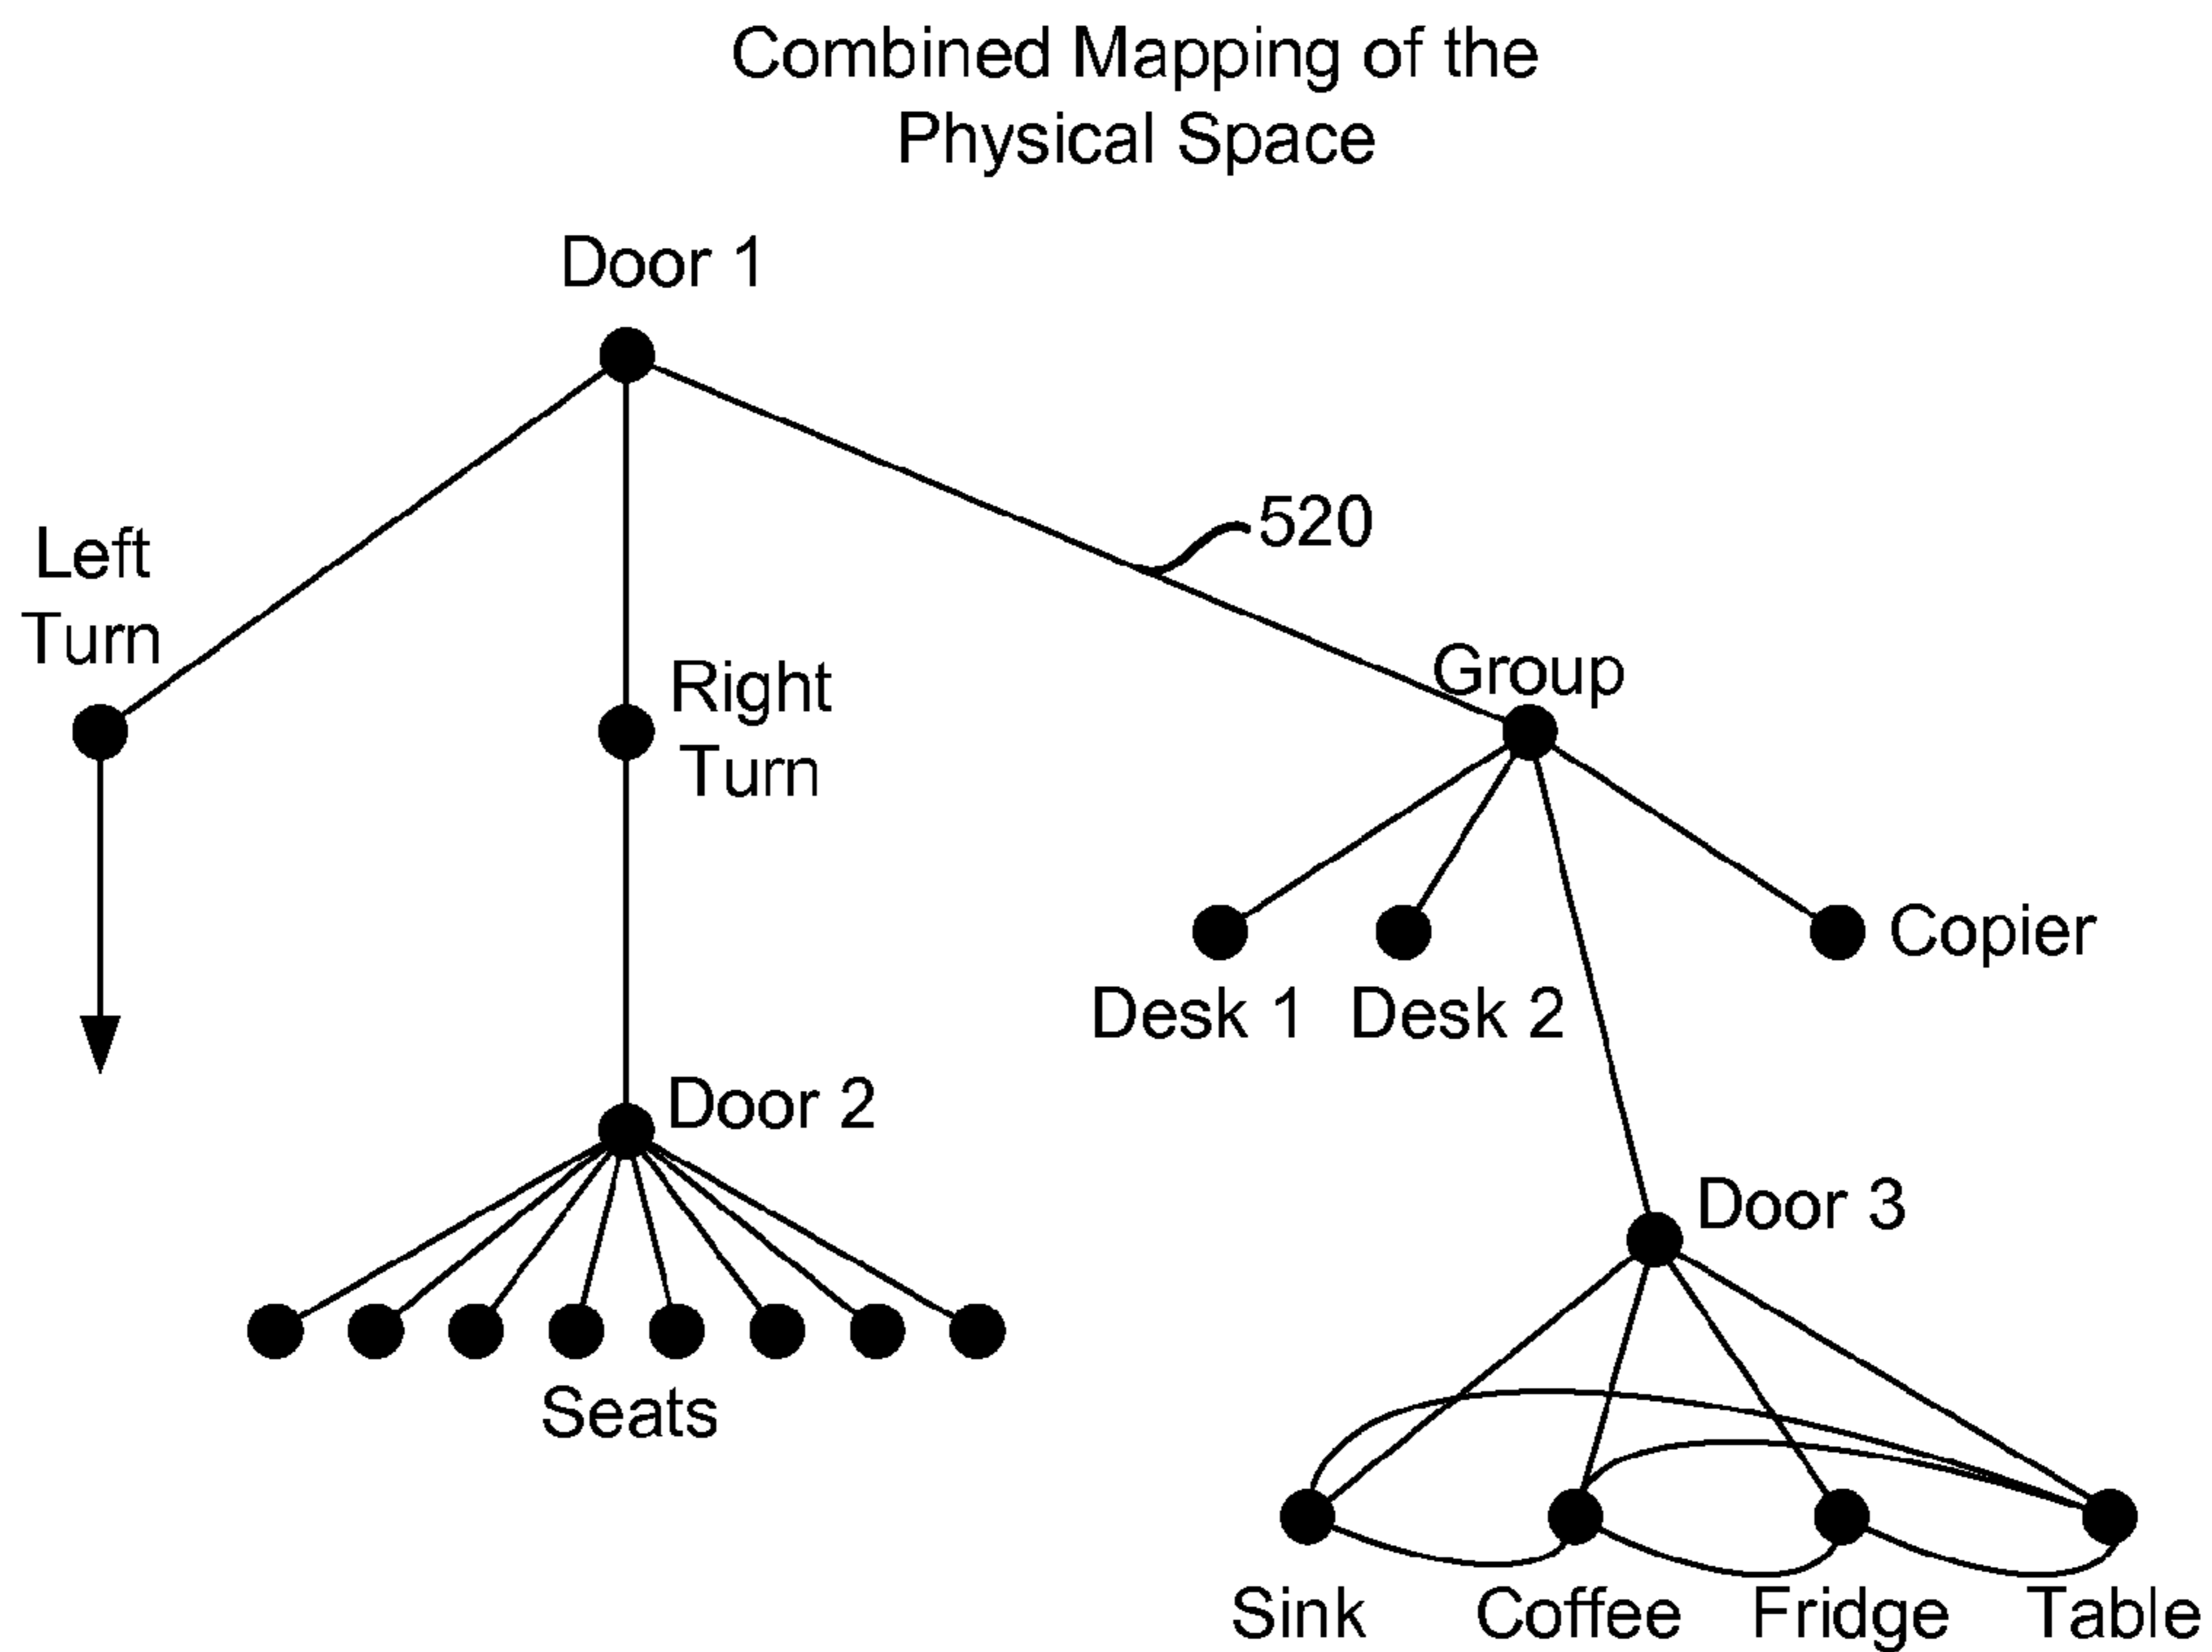 Combined Mapping of the
Physical Space
Door 1
520
Left
Turn
Right
Turn
Group
Copier
Desk 1
Desk 2
Door 2
Door 3
Seats
Sink
Coffee
Fridge
Table